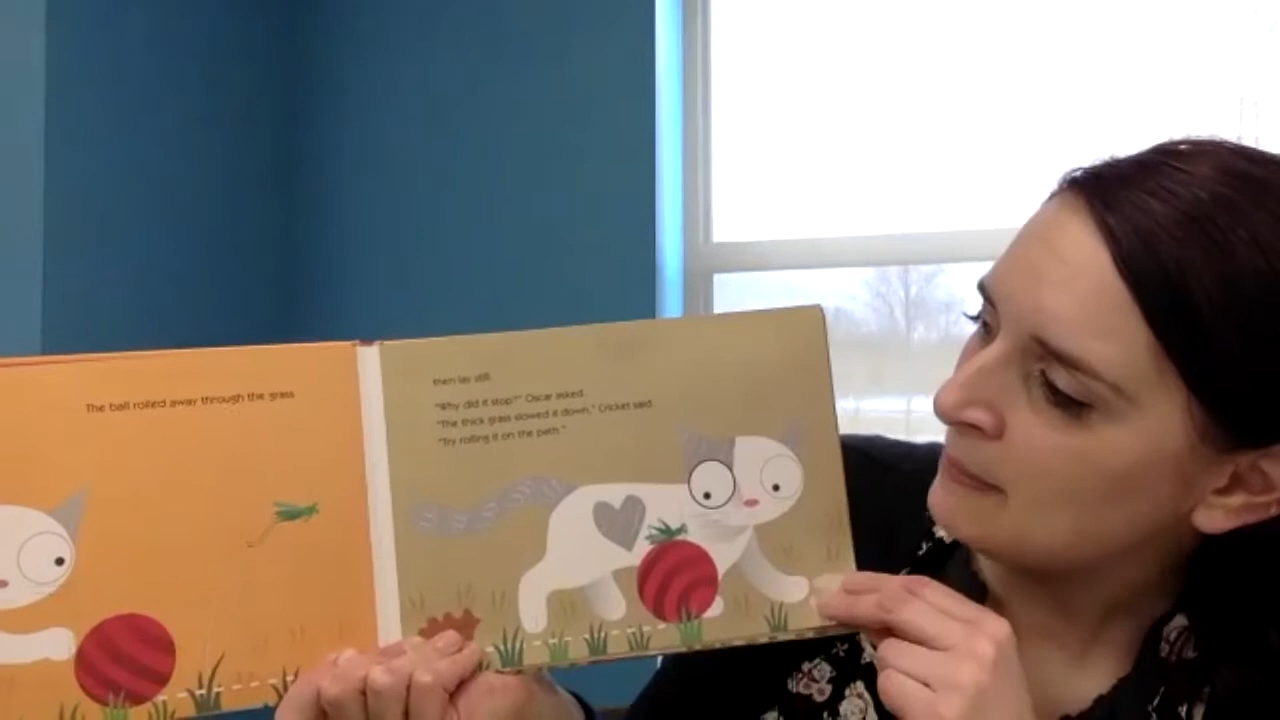 The ball rolled away through the grass
then lay still.
"Why did it stop?" Oscar asked.
"The thick grass slowed it down," Cricket said.
"Try rolling it on the path."